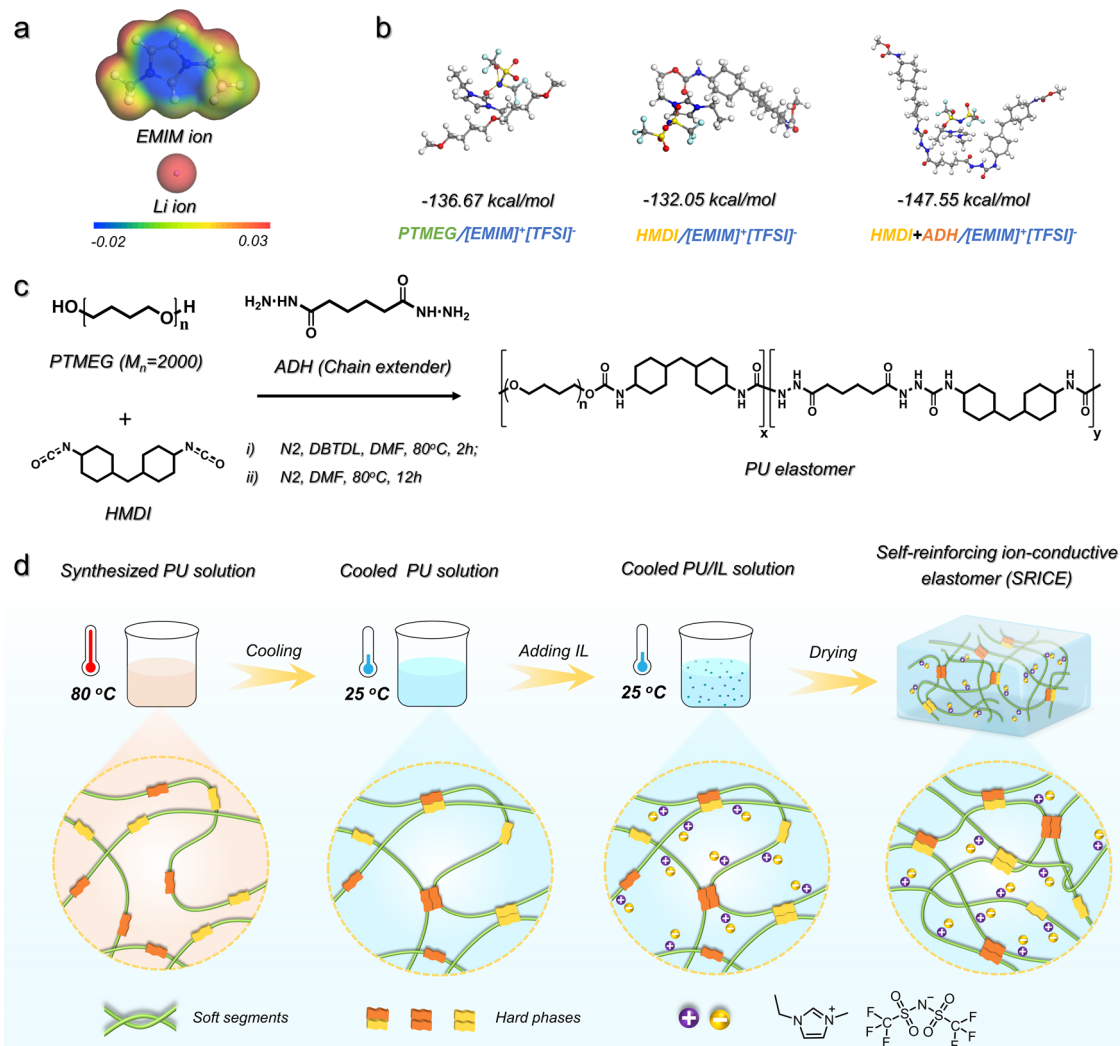 a
EMIM ion
Li ion
-0.02 0.03
b
-136.67 kcal/mol
PTMEG/[EMIM]⁺[TFSI]⁻
-132.05 kcal/mol
HMDI/[EMIM]⁺[TFSI]⁻
-147.55 kcal/mol
HMDI+ADH/[EMIM]⁺[TFSI]⁻
c
HO O H n
PTMEG (Mn=2000)
+
O C N N C O
HMDI
H₂N·HN O O NH·NH₂
ADH (Chain extender)
i) N2, DBTDL, DMF, 80°C, 2h;
ii) N2, DMF, 80°C, 12h
O n O O N H N H O x H N N H O O H N N H O H N N H O y
PU elastomer
d
Synthesized PU solution
80 °C
Cooling
Cooled PU solution
25 °C
Adding IL
Cooled PU/IL solution
25 °C
Drying
Self-reinforcing ion-conductive
elastomer (SRICE)
Soft segments
Hard phases
+ −
N N +
F F F C S O O N − S O O C F F F